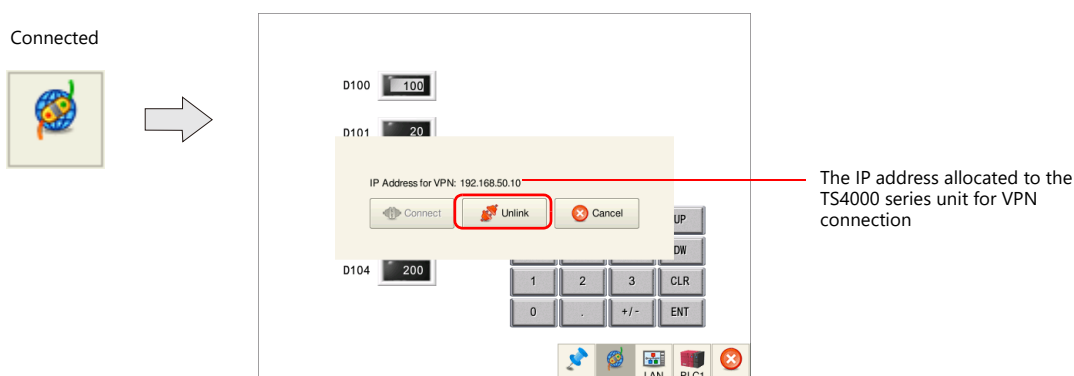 Connected
D100 100
D101 20
IP Address for VPN: 192.168.50.10
Connect Unlink Cancel
The IP address allocated to the
TS4000 series unit for VPN
connection
UP
DW
D104 200
1 2 3 CLR
0 . +/- ENT
LAN PLC1